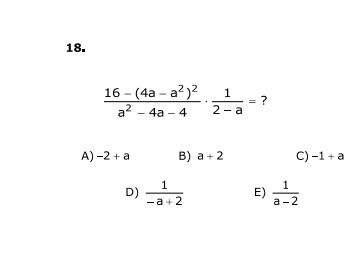 18.
16 – (4a – a²)² / a² – 4a – 4 · 1 / 2 – a = ?
A) –2 + a B) a + 2 C) –1 + a
D) 1 / –a + 2 E) 1 / a – 2